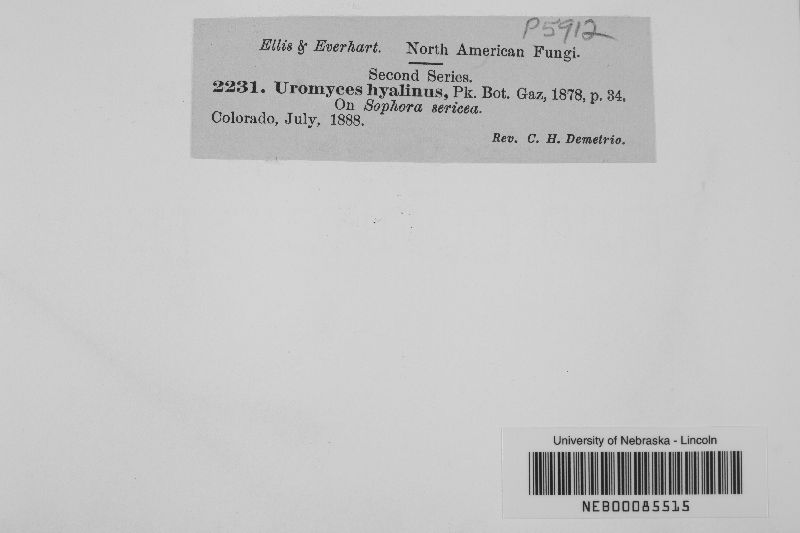 P5912
Ellis & Everhart. North American Fungi.
Second Series.
2231. Uromyces hyalinus, Pk. Bot. Gaz, 1878, p. 34.
On Sophora sericea.
Colorado, July, 1888.
Rev. C. H. Demetrio.
University of Nebraska - Lincoln
NEB00085515